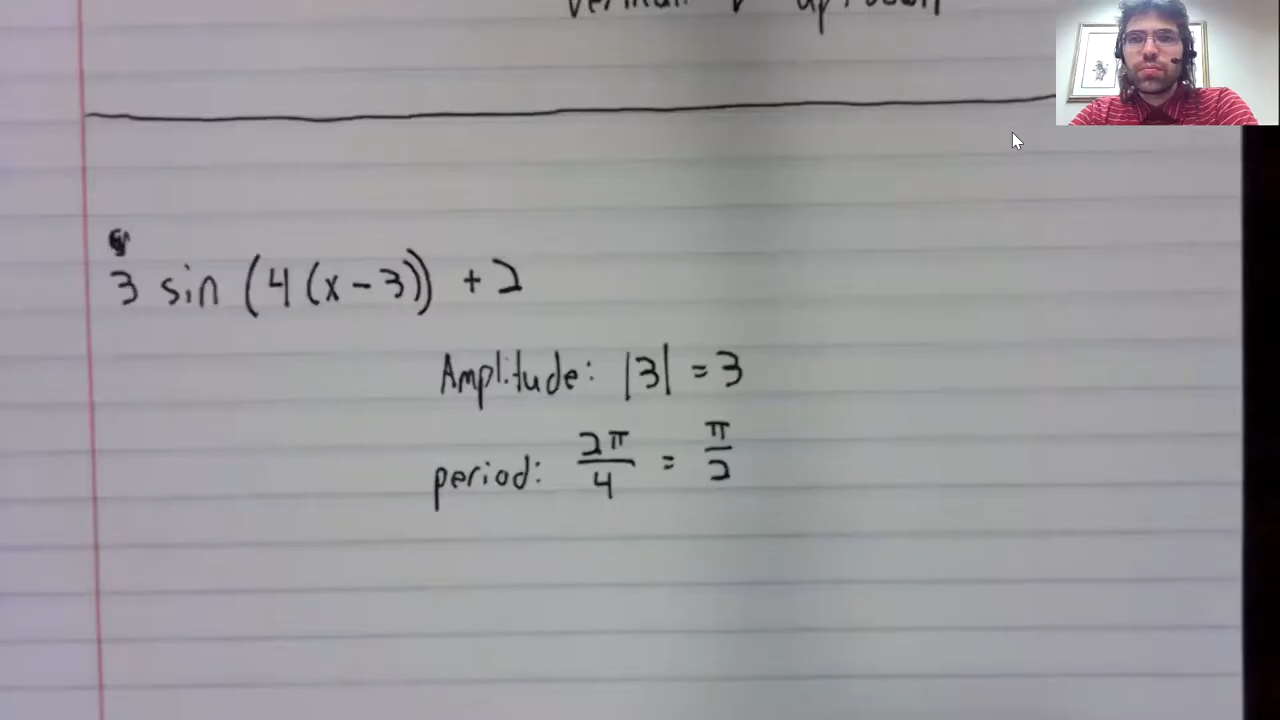 3 sin (4(x-3)) + 2
Amplitude: |3| = 3
period: 2π/4 = π/2